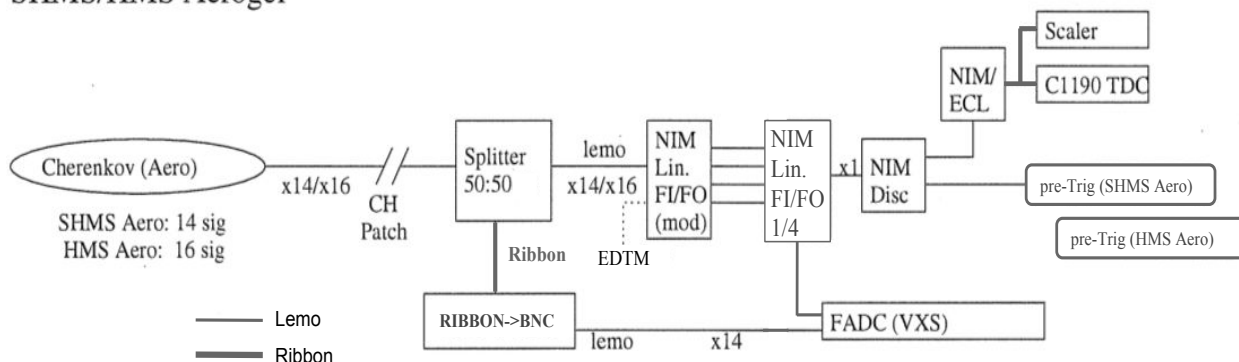 SHMS/HMS Aerogel
Scaler
NIM/
ECL
C1190 TDC
Cherenkov (Aero)
x14/x16
CH
Patch
Splitter
50:50
lemo
x14/x16
NIM
Lin.
FI/FO
(mod)
NIM
Lin.
FI/FO
1/4
x1
NIM
Disc
pre-Trig (SHMS Aero)
pre-Trig (HMS Aero)
SHMS Aero: 14 sig
HMS Aero: 16 sig
Ribbon
EDTM
RIBBON->BNC
lemo
x14
FADC (VXS)
Lemo
Ribbon